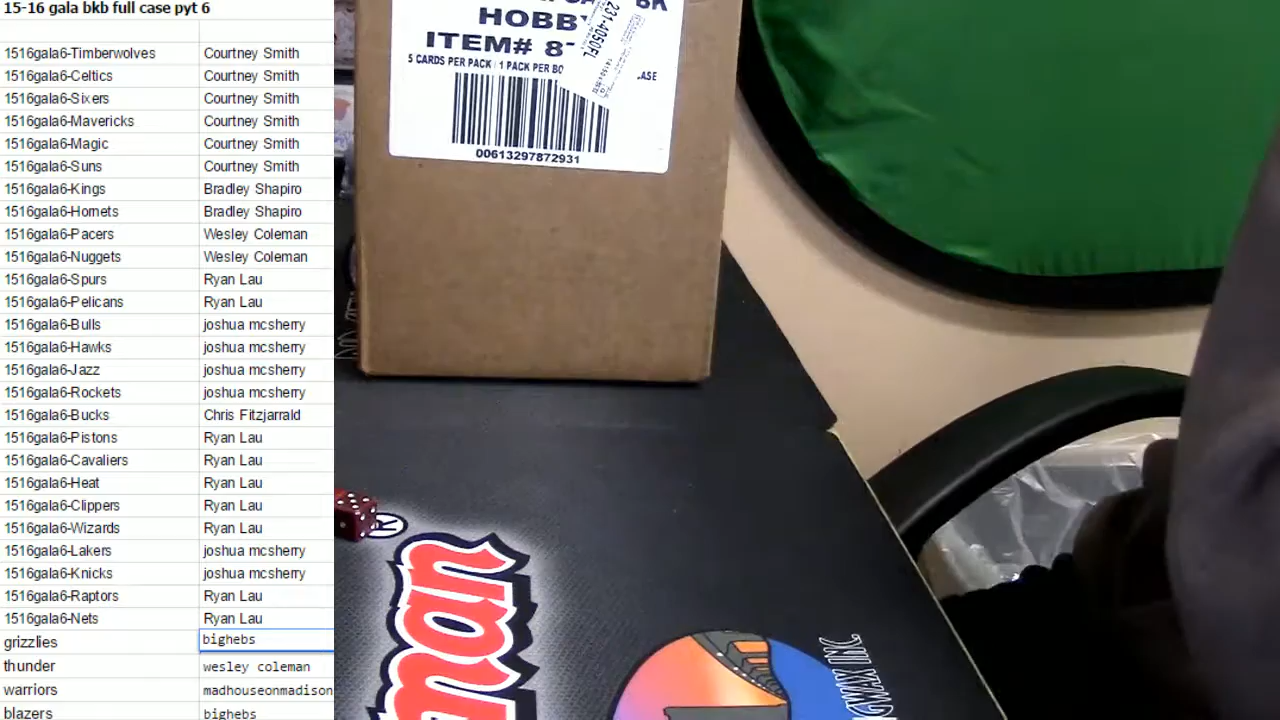 15-16 gala bkb full case pyt 6
1516gala6-Timberwolves Courtney Smith
1516gala6-Celtics Courtney Smith
1516gala6-Sixers Courtney Smith
1516gala6-Mavericks Courtney Smith
1516gala6-Magic Courtney Smith
1516gala6-Suns Courtney Smith
1516gala6-Kings Bradley Shapiro
1516gala6-Hornets Bradley Shapiro
1516gala6-Pacers Wesley Coleman
1516gala6-Nuggets Wesley Coleman
1516gala6-Spurs Ryan Lau
1516gala6-Pelicans Ryan Lau
1516gala6-Bulls joshua mcsherry
1516gala6-Hawks joshua mcsherry
1516gala6-Jazz joshua mcsherry
1516gala6-Rockets joshua mcsherry
1516gala6-Bucks Chris Fitzjarrald
1516gala6-Pistons Ryan Lau
1516gala6-Cavaliers Ryan Lau
1516gala6-Heat Ryan Lau
1516gala6-Clippers Ryan Lau
1516gala6-Wizards Ryan Lau
1516gala6-Lakers joshua mcsherry
1516gala6-Knicks joshua mcsherry
1516gala6-Raptors Ryan Lau
1516gala6-Nets Ryan Lau
grizzlies bighebs
thunder wesley coleman
warriors madhouseonmadison
blazers bighebs
BK
HOBBY
ITEM# 87
5 CARDS PER PACK / 1 PACK PER BO
ASE
00613297872931
231-4050FL
man
®
GWAX INC